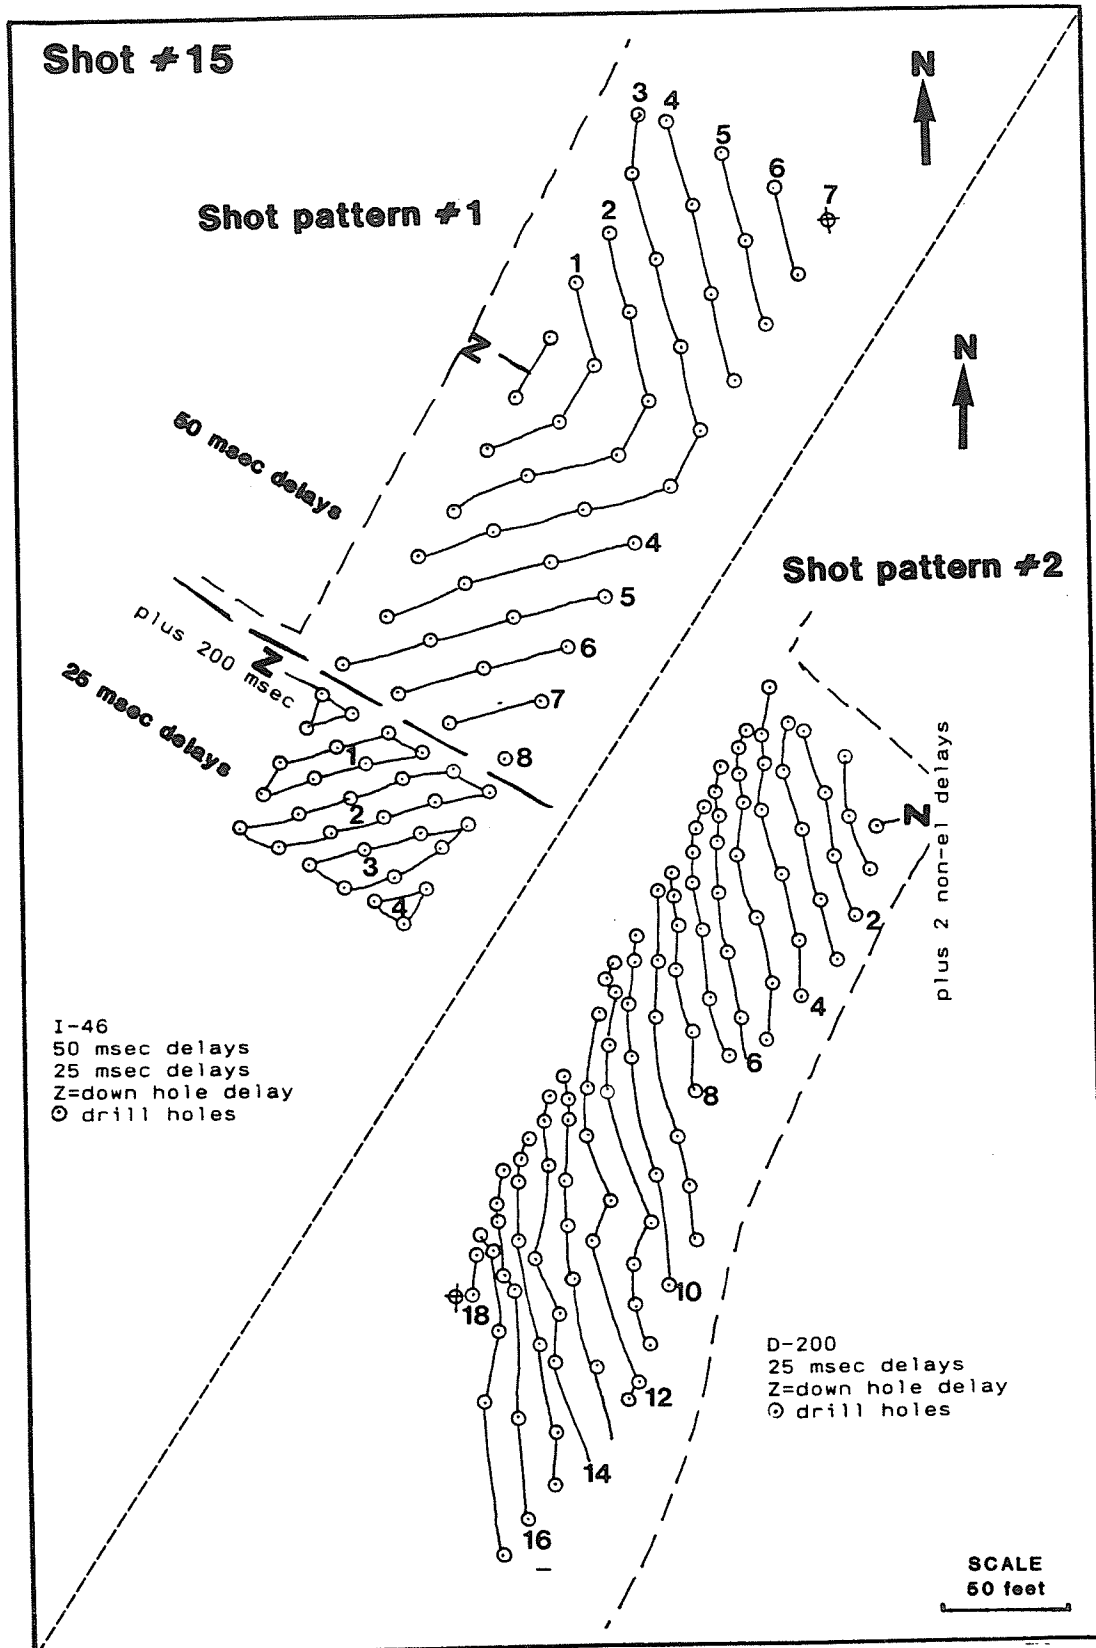 Shot #15
N
Shot pattern #1
3
4
5
6
7
2
1
Z
N
50 msec delays
4
Shot pattern #2
5
6
plus 200 msec
Z
7
25 msec delays
8
1
2
3
4
Z
plus 2 non-el delays
2
4
6
8
I-46
50 msec delays
25 msec delays
Z=down hole delay
⊙ drill holes
10
18
12
D-200
25 msec delays
Z=down hole delay
⊙ drill holes
14
16
SCALE
50 feet